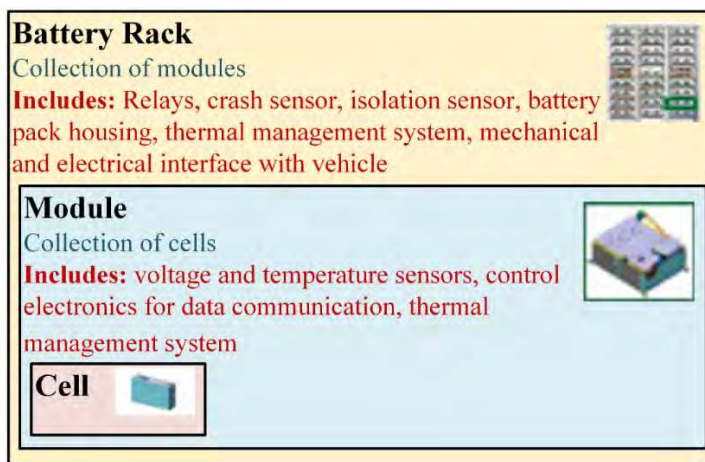 Battery Rack
Collection of modules
Includes: Relays, crash sensor, isolation sensor, battery
pack housing, thermal management system, mechanical
and electrical interface with vehicle
Module
Collection of cells
Includes: voltage and temperature sensors, control
electronics for data communication, thermal
management system
Cell